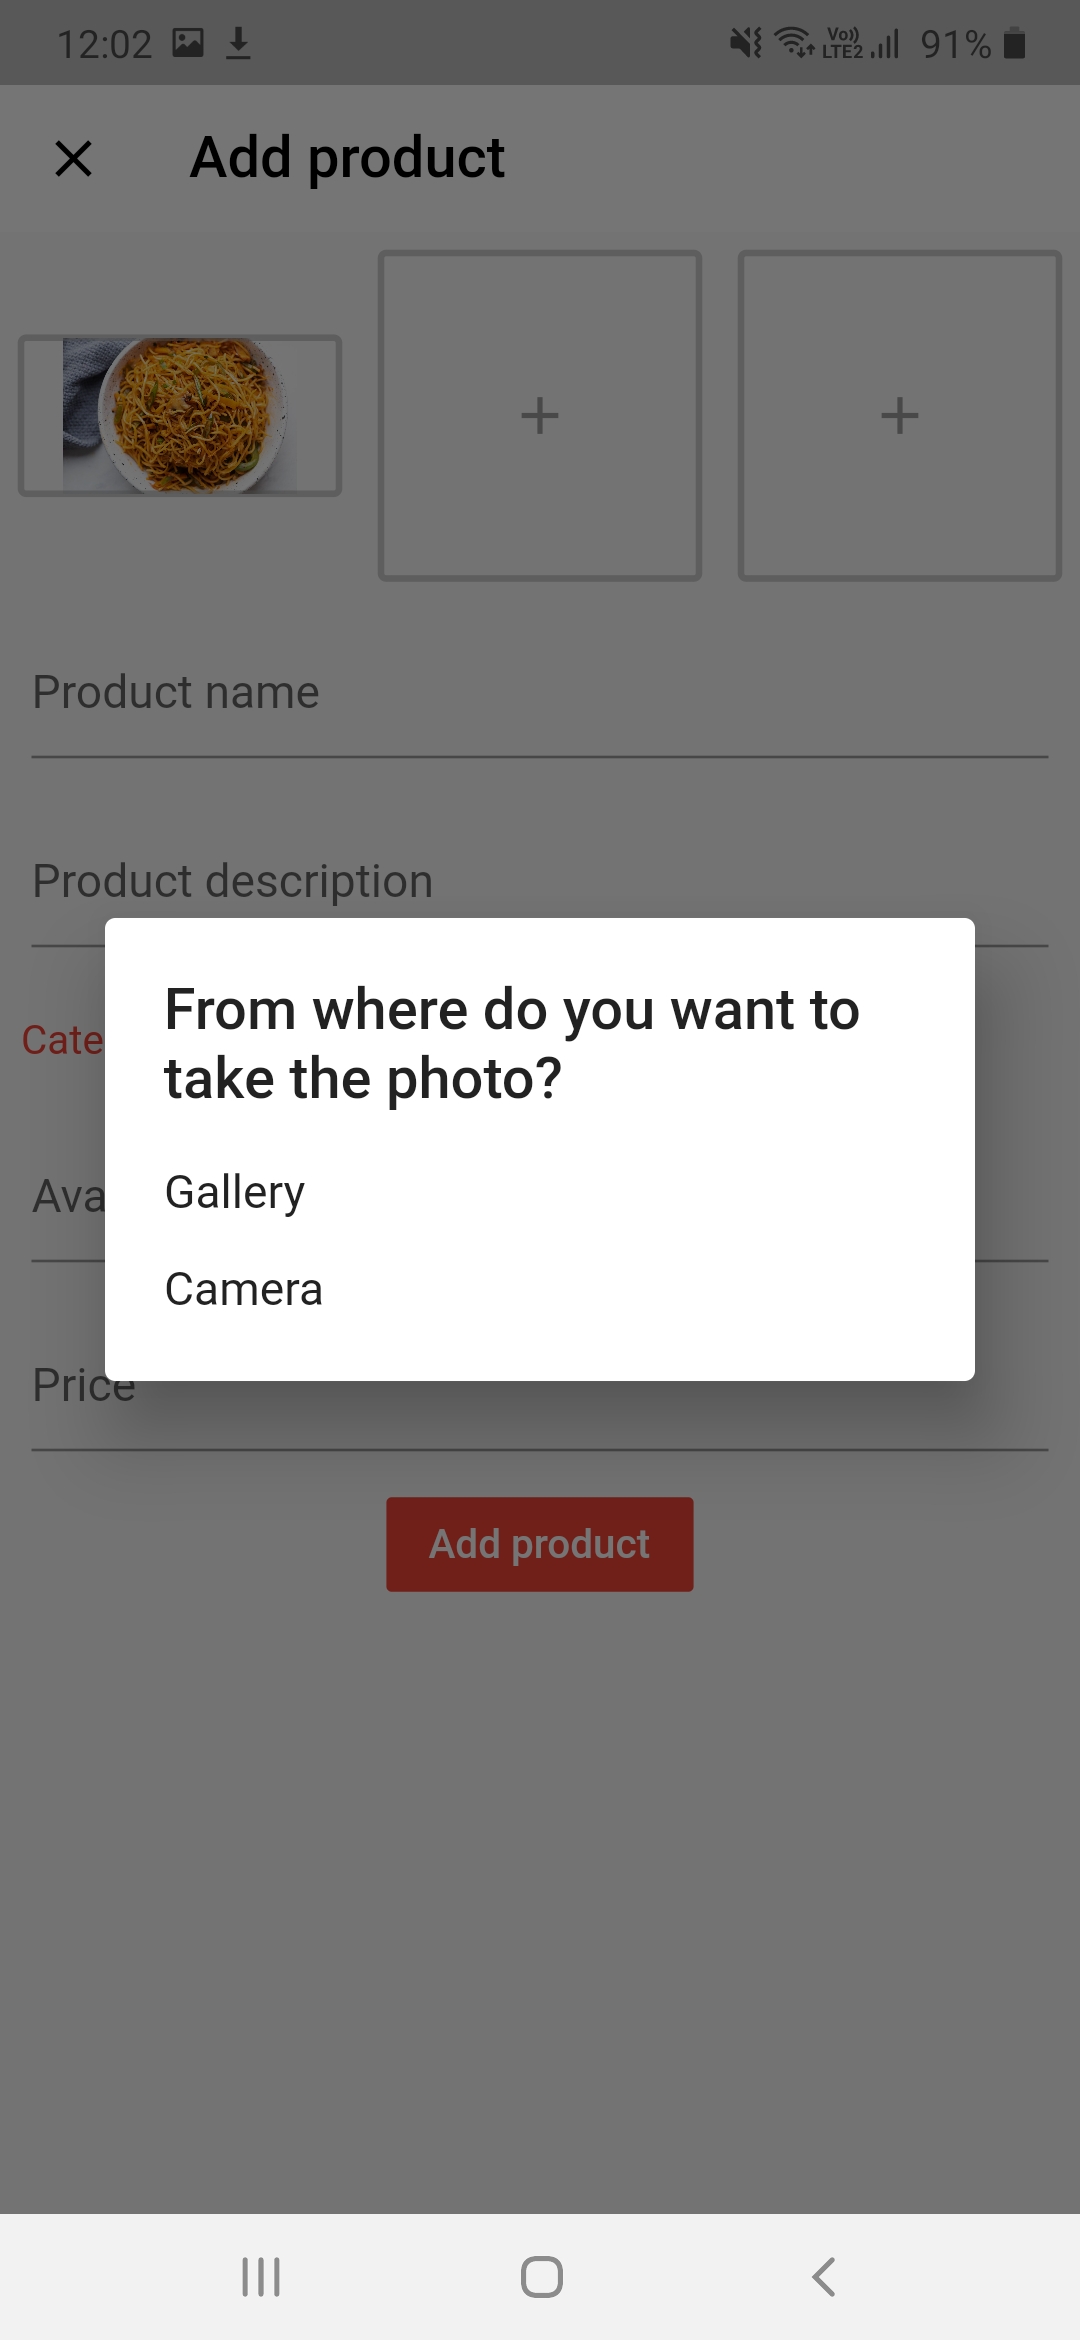 12:02 Vo)) LTE2 91%
Add product
Product name
Product description
From where do you want to
take the photo?
Cate
Gallery
Ava
Camera
Price
Add product